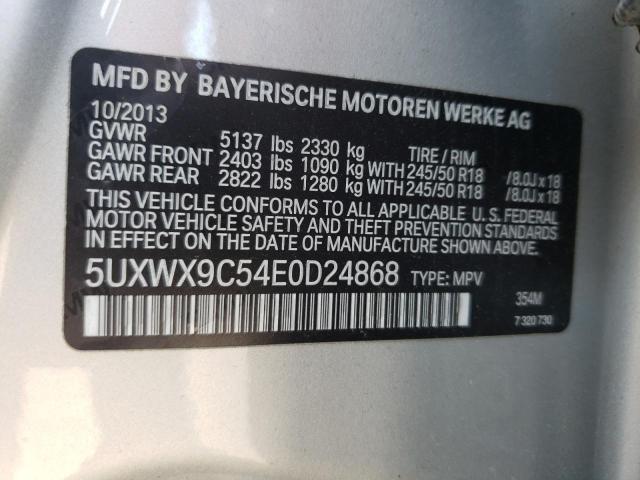 MFD BY BAYERISCHE MOTOREN WERKE AG
10/2013
GVWR 5137 lbs 2330 kg TIRE / RIM
GAWR FRONT 2403 lbs 1090 kg WITH 245/50 R18 /8.0J x 18
GAWR REAR 2822 lbs 1280 kg WITH 245/50 R18 /8.0J x 18
THIS VEHICLE CONFORMS TO ALL APPLICABLE U.S. FEDERAL
MOTOR VEHICLE SAFETY AND THEFT PREVENTION
STANDARDS IN EFFECT ON THE DATE OF MANUFACTURE
SHOWN ABOVE.
5UXWX9C54E0D24868 TYPE: MPV
354M
7 320 730